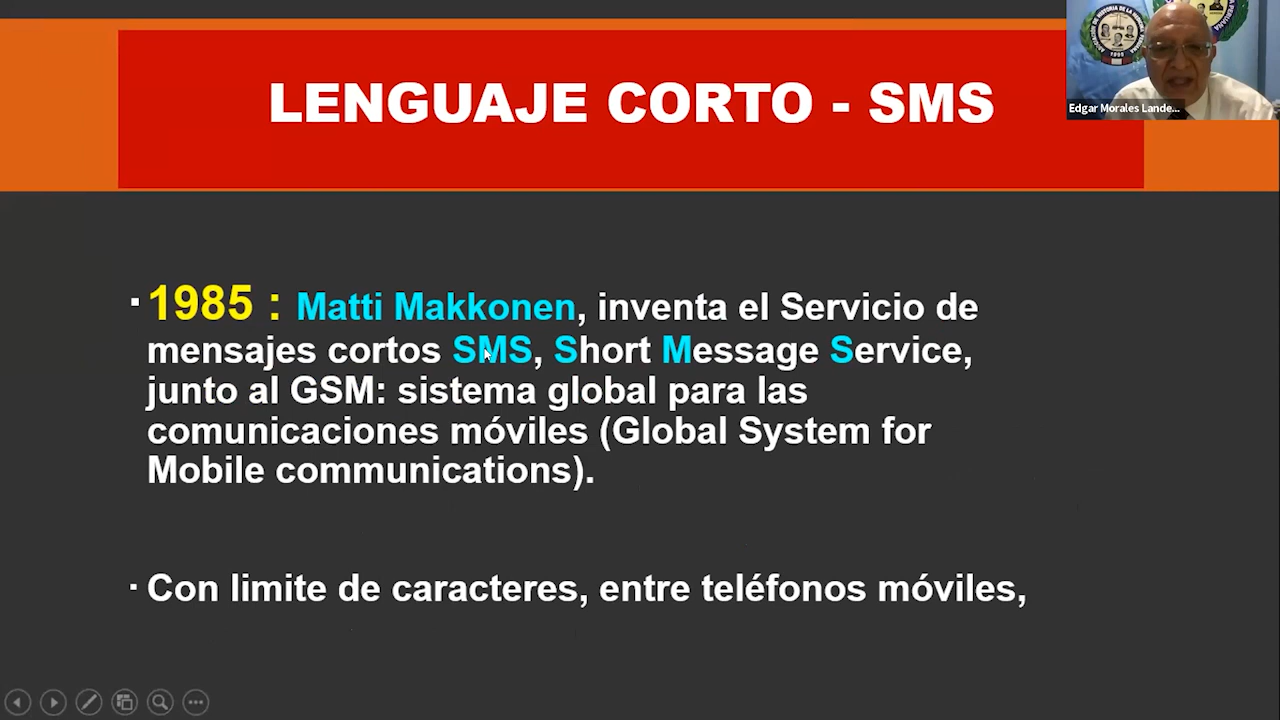 LENGUAJE CORTO - SMS
Edgar Morales Lande...
▪ 1985 : Matti Makkonen, inventa el Servicio de
mensajes cortos SMS, Short Message Service,
junto al GSM: sistema global para las
comunicaciones móviles (Global System for
Mobile communications).
▪ Con limite de caracteres, entre teléfonos móviles,